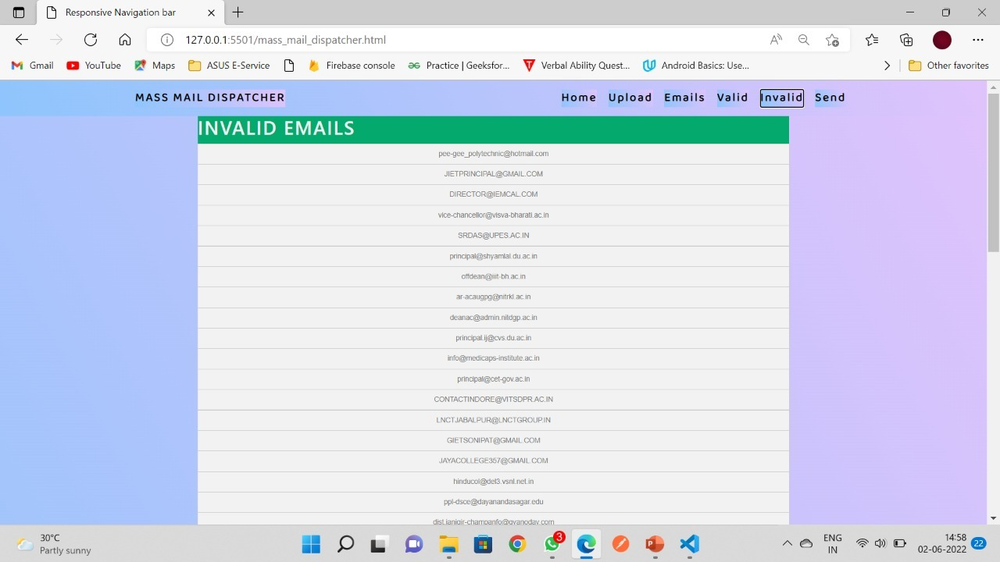 Responsive Navigation bar
127.0.0.1:5501/mass_mail_dispatcher.html
Gmail YouTube Maps ASUS E-Service Firebase console Practice | Geeksfor... Verbal Ability Quest... Android Basics: Use... Other favorites
MASS MAIL DISPATCHER Home Upload Emails Valid Invalid Send
INVALID EMAILS
pee-gee_polytechnic@hotmail.com
JIETPRINCIPAL@GMAIL.COM
DIRECTOR@IEMCAL.COM
vice-chancellor@visva-bharati.ac.in
SRDAS@UPES.AC.IN
principal@shyamlal.du.ac.in
offdean@iiit-bh.ac.in
ar-acaugpg@nitrkl.ac.in
deanac@admin.nitdgp.ac.in
principal.ij@cvs.du.ac.in
info@medicaps-institute.ac.in
principal@cet-gov.ac.in
CONTACTINDORE@VITSDPR.AC.IN
LNCTJABALPUR@LNCTGROUP.IN
GIETSONIPAT@GMAIL.COM
JAYACOLLEGE357@GMAIL.COM
hinducol@del3.vsnl.net.in
ppl-dsce@dayanandasagar.edu
dist.janjgir-champanfo@gyanoday.com
30°C
Partly sunny
3
ENG
IN
14:58
02-06-2022
22